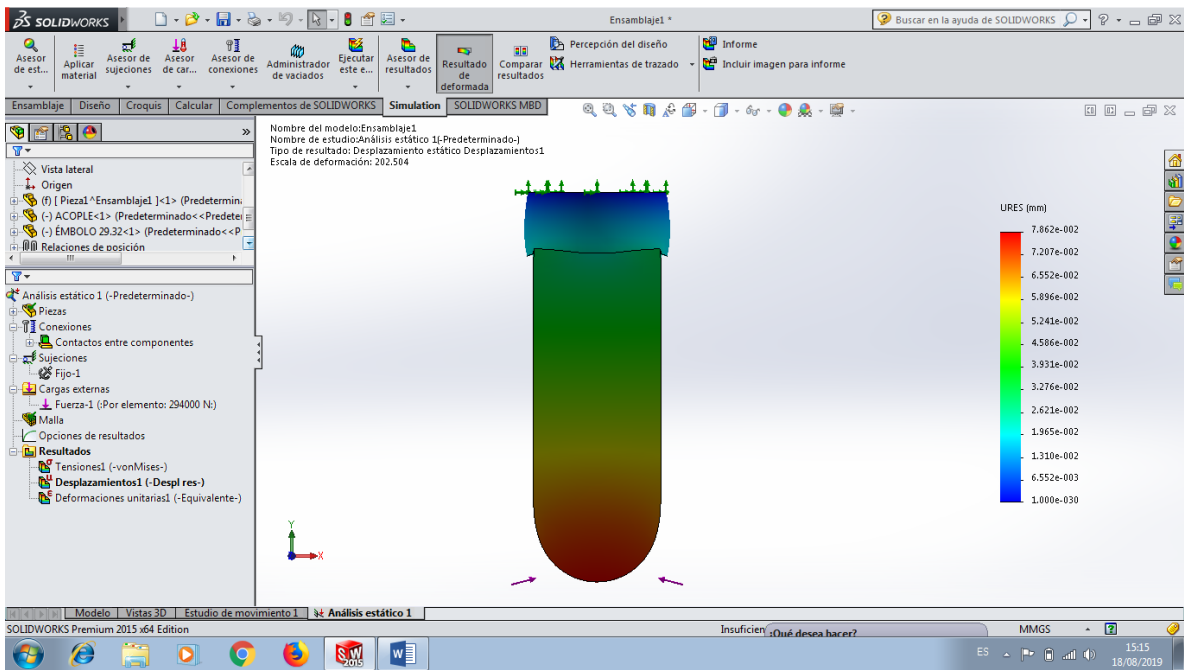 SOLIDWORKS
Ensamblaje1 *
Buscar en la ayuda de SOLIDWORKS
Asesor de est...
Aplicar material
Asesor de sujeciones
Asesor de car...
Asesor de conexiones
Administrador de vaciados
Ejecutar este e...
Asesor de resultados
Resultado de deformada
Comparar resultados
Percepción del diseño
Herramientas de trazado
Informe
Incluir imagen para informe
Ensamblaje Diseño Croquis Calcular Complementos de SOLIDWORKS Simulation SOLIDWORKS MBD
Vista lateral
Origen
(f) [ Pieza1^Ensamblaje1 ]<1> (Predetermin
(-) ACOPLE<1> (Predeterminado<<Predeter
(-) ÉMBOLO 29.32<1> (Predeterminado<<P
Relaciones de posición
Análisis estático 1 (-Predeterminado-)
Piezas
Conexiones
Contactos entre componentes
Sujeciones
Fijo-1
Cargas externas
Fuerza-1 (:Por elemento: 294000 N:)
Malla
Opciones de resultados
Resultados
Tensiones1 (-vonMises-)
Desplazamientos1 (-Despl res-)
Deformaciones unitarias1 (-Equivalente-)
Nombre del modelo:Ensamblaje1
Nombre de estudio:Análisis estático 1(-Predeterminado-)
Tipo de resultado: Desplazamiento estático Desplazamientos1
Escala de deformación: 202.504
URES (mm)
7.862e-002
7.207e-002
6.552e-002
5.896e-002
5.241e-002
4.586e-002
3.931e-002
3.276e-002
2.621e-002
1.965e-002
1.310e-002
6.552e-003
1.000e-030
Y
X
Modelo Vistas 3D Estudio de movimiento 1 Análisis estático 1
SOLIDWORKS Premium 2015 x64 Edition
Insuficien
¿Qué desea hacer?
MMGS
SW
2015
W
ES
15:15
18/08/2019